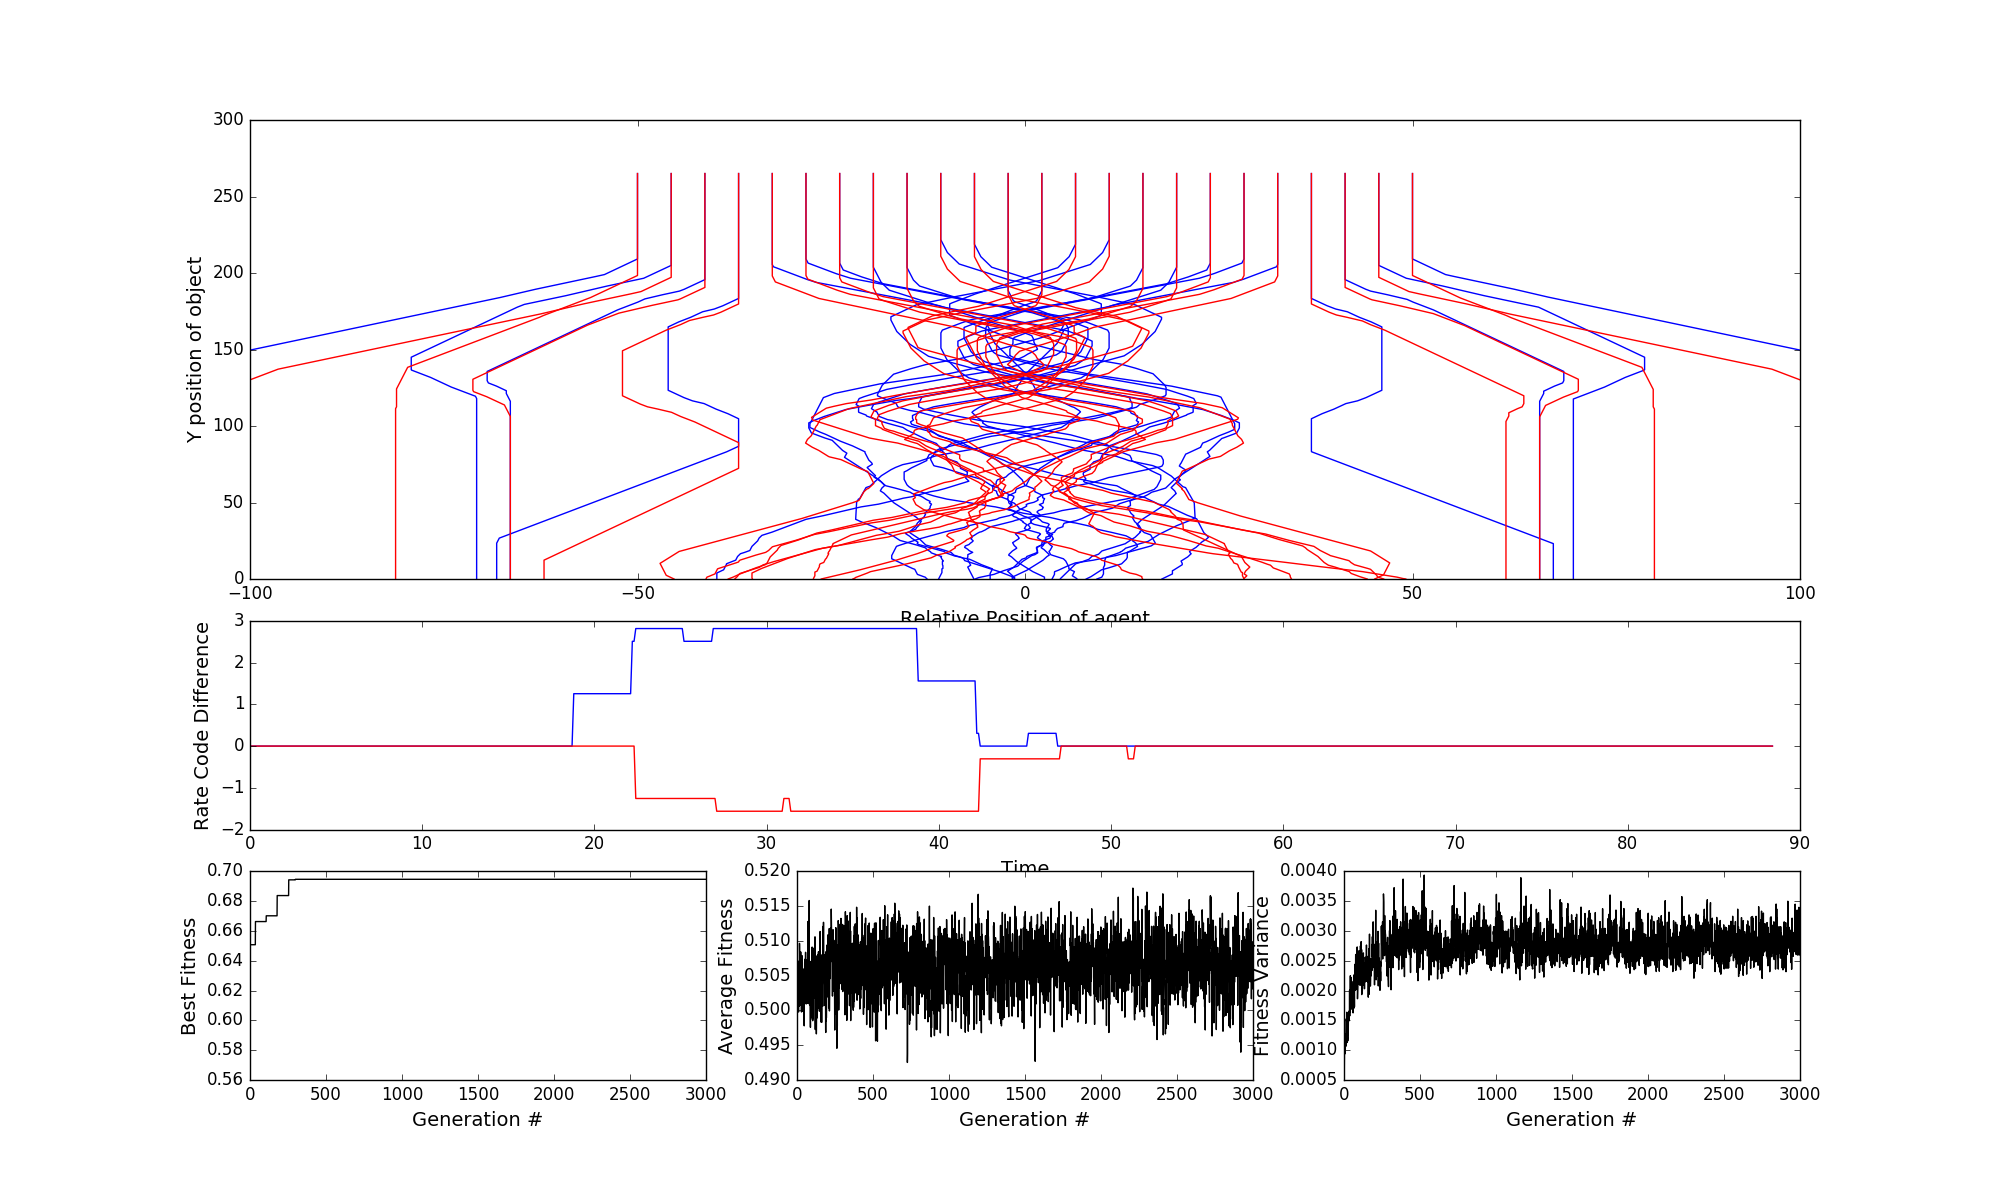 300
250
200
150
100
50
0
Y position of object
−100 −50 0 50 100
Relative Position of agent
3
2
1
0
−1
−2
Rate Code Difference
0 10 20 30 40 50 60 70 80 90
Time
0.70
0.68
0.66
0.64
0.62
0.60
0.58
0.56
Best Fitness
0 500 1000 1500 2000 2500 3000
Generation #
0.520
0.515
0.510
0.505
0.500
0.495
0.490
Average Fitness
0 500 1000 1500 2000 2500 3000
Generation #
0.0040
0.0035
0.0030
0.0025
0.0020
0.0015
0.0010
0.0005
Fitness Variance
0 500 1000 1500 2000 2500 3000
Generation #